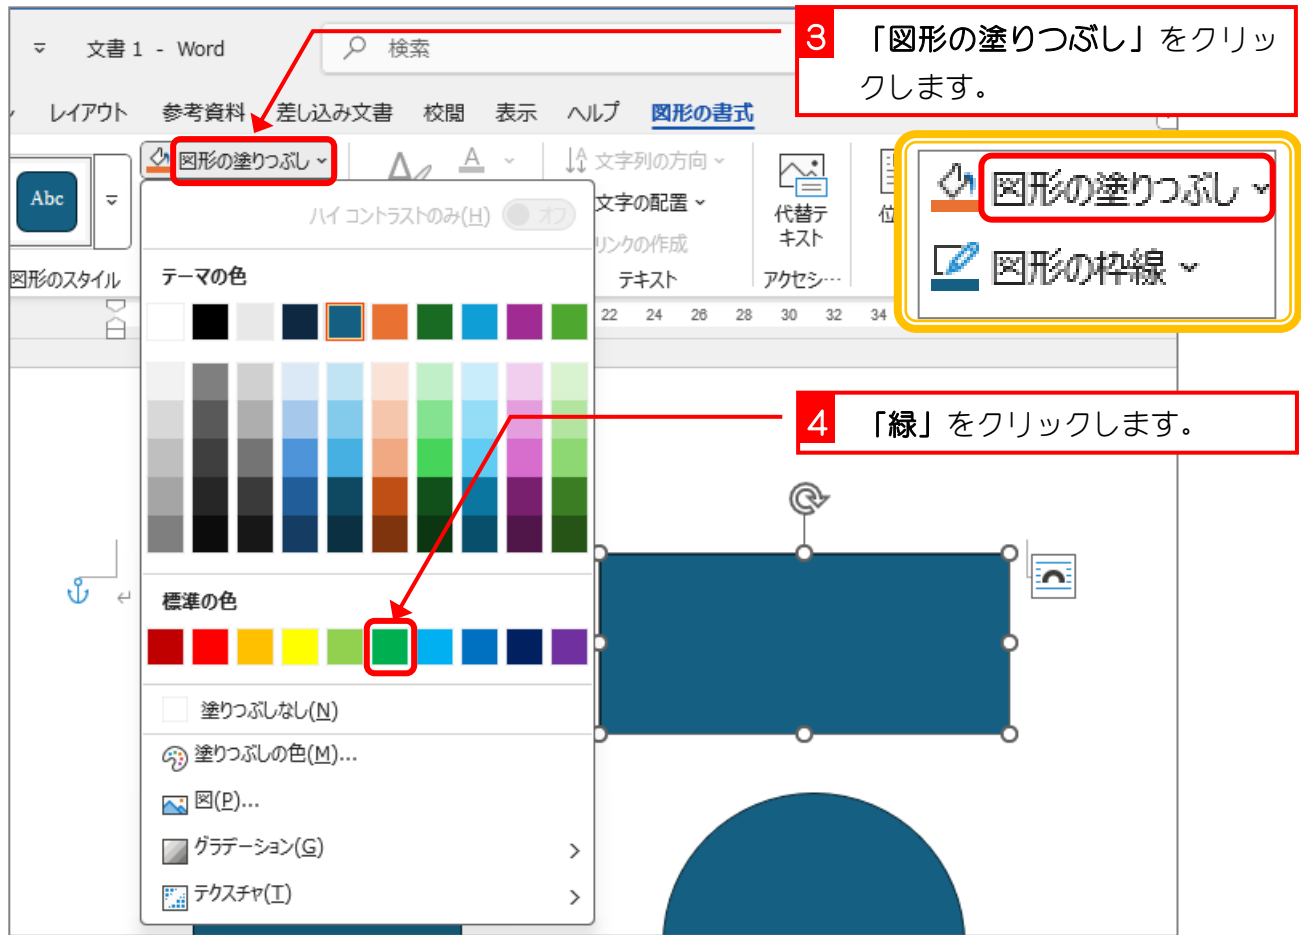 3 「図形の塗りつぶし」をクリッ
クします。
文書 1 - Word
検索
レイアウト 参考資料 差し込み文書 校閲 表示 ヘルプ 図形の書式
図形の塗りつぶし
Abc
A
A
文字列の方向
文字の配置
リンクの作成
代替テ
キスト
位
図形のスタイル
テキスト
アクセシ…
図形の塗りつぶし
図形の枠線
ハイ コントラストのみ(H) オフ
テーマの色
22 24 26 28 30 32 34
4 「緑」をクリックします。
標準の色
塗りつぶしなし(N)
塗りつぶしの色(M)...
図(P)...
グラデーション(G)
テクスチャ(T)